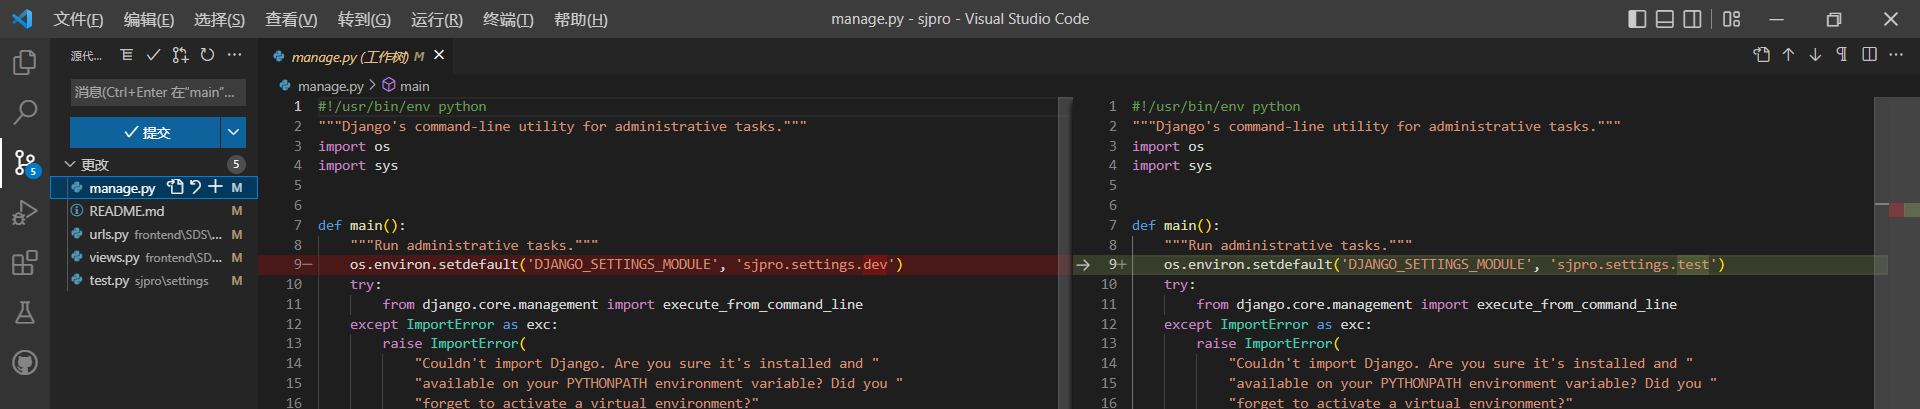 文件(F) 编辑(E) 选择(S) 查看(V) 转到(G) 运行(R) 终端(T) 帮助(H) manage.py - sjpro - Visual Studio Code
源代...
manage.py (工作树) M
消息(Ctrl+Enter 在"main"...
提交
更改 5
5
manage.py M
README.md M
urls.py frontend\SDS\... M
views.py frontend\SD... M
test.py sjpro\settings M
manage.py > main
1 #!/usr/bin/env python
2 """Django's command-line utility for administrative tasks."""
3 import os
4 import sys
5
6
7 def main():
8 """Run administrative tasks."""
9− os.environ.setdefault('DJANGO_SETTINGS_MODULE', 'sjpro.settings.dev')
10 try:
11 from django.core.management import execute_from_command_line
12 except ImportError as exc:
13 raise ImportError(
14 "Couldn't import Django. Are you sure it's installed and "
15 "available on your PYTHONPATH environment variable? Did you "
16 "forget to activate a virtual environment?"
1 #!/usr/bin/env python
2 """Django's command-line utility for administrative tasks."""
3 import os
4 import sys
5
6
7 def main():
8 """Run administrative tasks."""
9+ os.environ.setdefault('DJANGO_SETTINGS_MODULE', 'sjpro.settings.test')
10 try:
11 from django.core.management import execute_from_command_line
12 except ImportError as exc:
13 raise ImportError(
14 "Couldn't import Django. Are you sure it's installed and "
15 "available on your PYTHONPATH environment variable? Did you "
16 "forget to activate a virtual environment?"